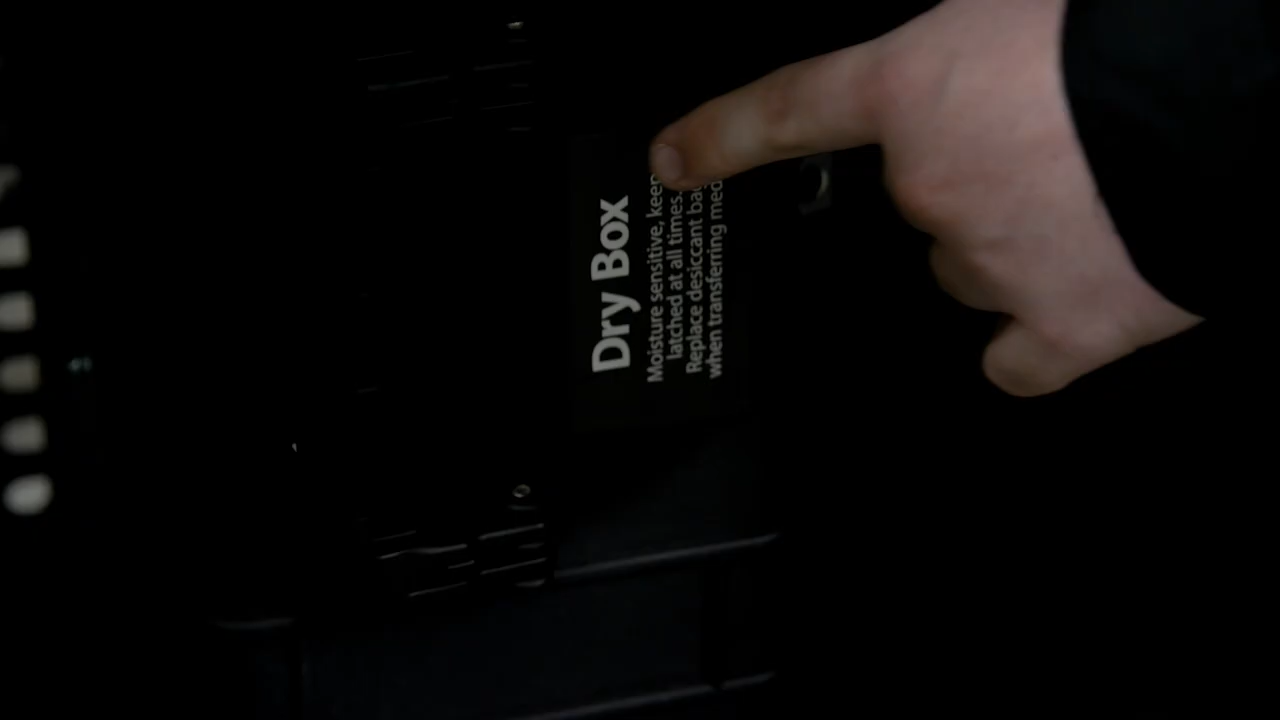 Dry Box
Moisture sensitive, keep
latched at all times.
Replace desiccant
when transferring